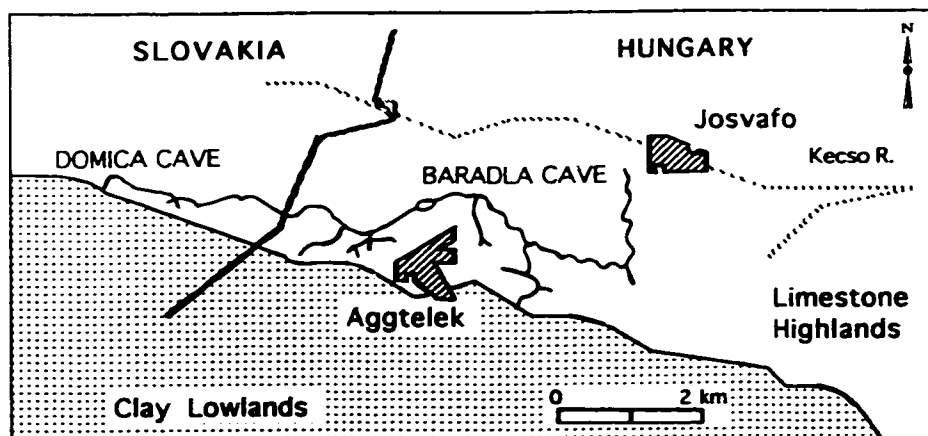 SLOVAKIA
HUNGARY
N
Josvafo
DOMICA CAVE
BARADLA CAVE
Kecso R.
Aggtelek
Limestone
Highlands
0 2 km
Clay Lowlands